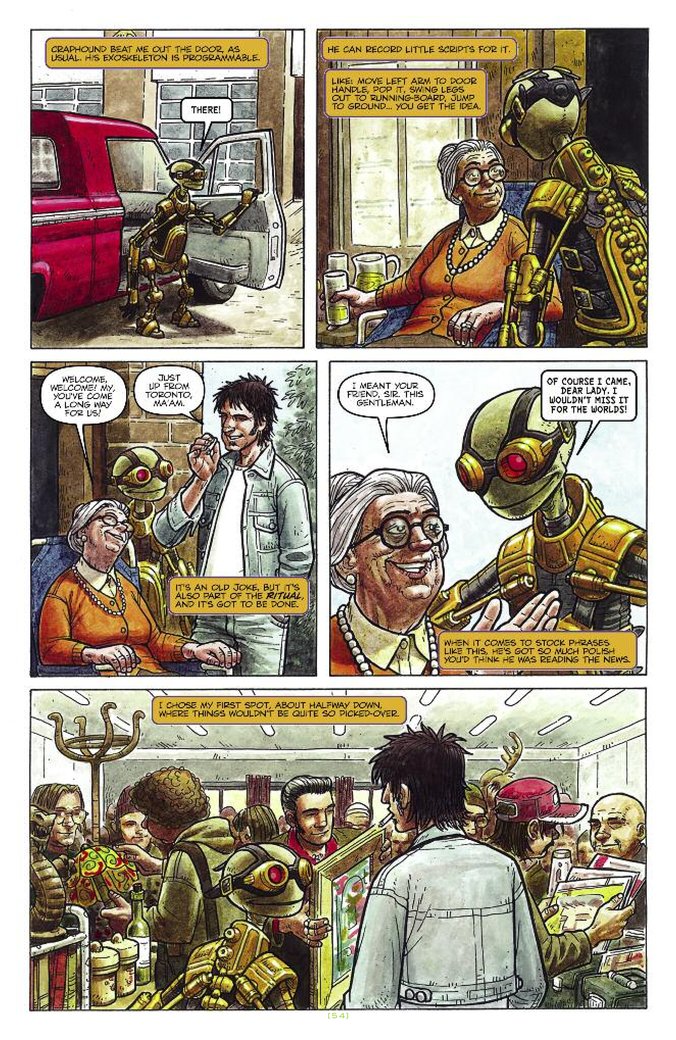 CRAPHOUND BEAT ME OUT THE DOOR, AS
USUAL. HIS EXOSKELETON IS PROGRAMMABLE.
THERE!
HE CAN RECORD LITTLE SCRIPTS FOR IT.
LIKE: MOVE LEFT ARM TO DOOR
HANDLE, POP IT, SWING LEGS
OUT TO RUNNING-BOARD, JUMP
TO GROUND... YOU GET THE IDEA.
WELCOME,
WELCOME! MY,
YOU'VE COME
A LONG WAY
FOR US!
JUST
UP FROM
TORONTO,
MA'AM.
IT'S AN OLD JOKE, BUT IT'S
ALSO PART OF THE RITUAL,
AND IT'S GOT TO BE DONE.
I MEANT YOUR
FRIEND, SIR. THIS
GENTLEMAN.
OF COURSE I CAME,
DEAR LADY. I
WOULDN'T MISS IT
FOR THE WORLDS!
WHEN IT COMES TO STOCK PHRASES
LIKE THIS, HE'S GOT SO MUCH POLISH
YOU'D THINK HE WAS READING THE NEWS.
I CHOSE MY FIRST SPOT, ABOUT HALFWAY DOWN,
WHERE THINGS WOULDN'T BE QUITE SO PICKED-OVER.
[54]